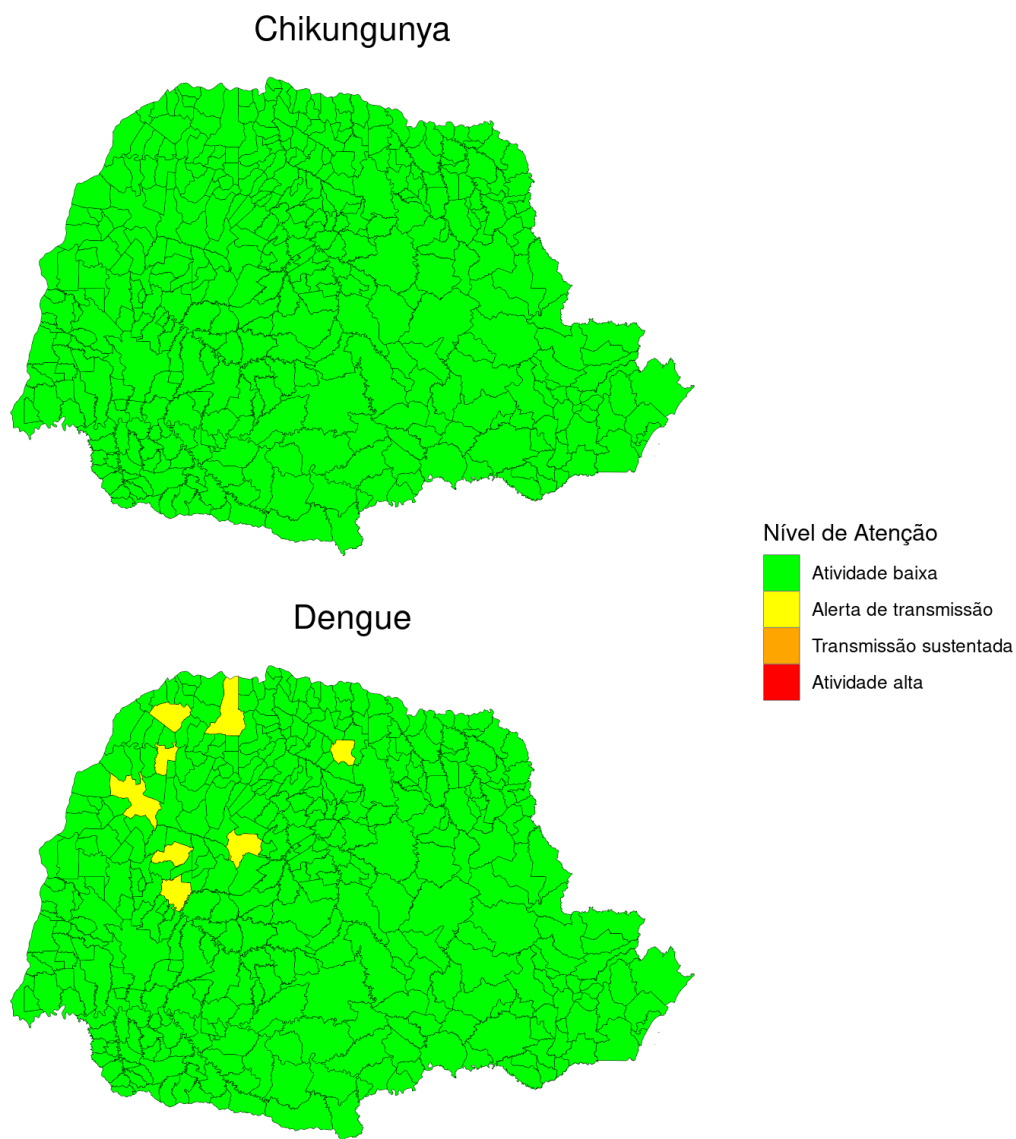 Chikungunya
Nível de Atenção
Atividade baixa
Alerta de transmissão
Transmissão sustentada
Atividade alta
Dengue